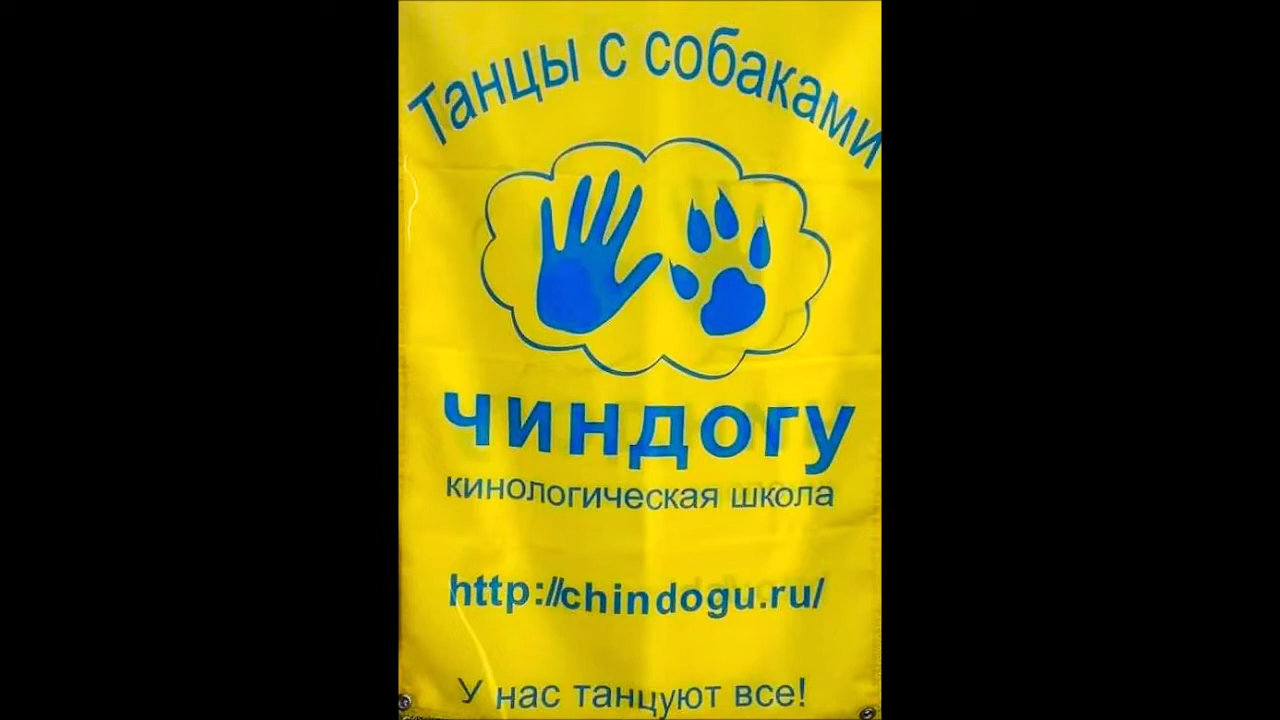 Танцы с собаками
чиндогу
кинологическая школа
http://chindogu.ru/
У нас танцуют все!